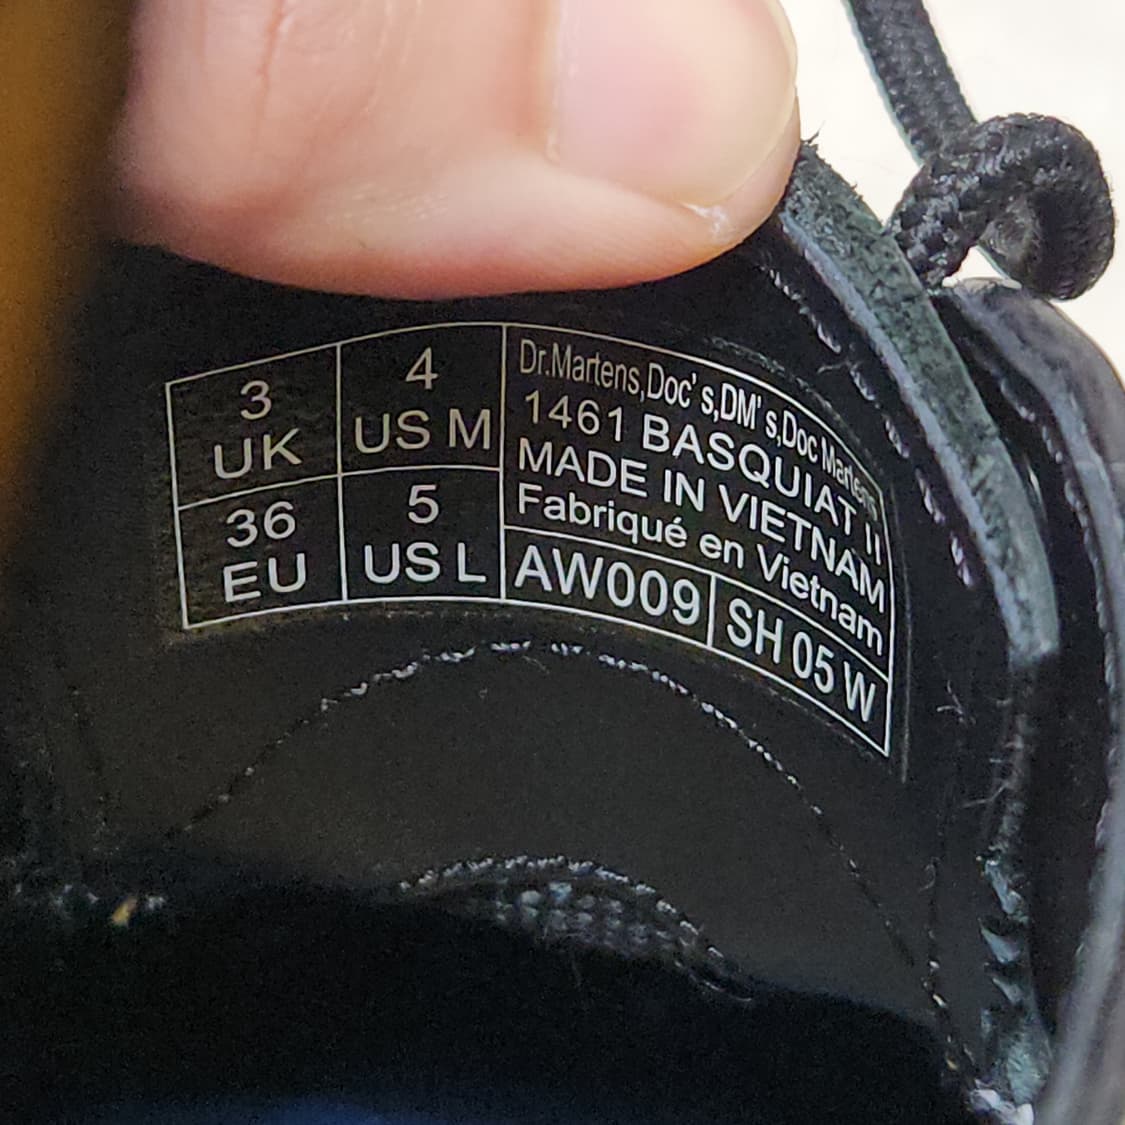 3
UK
4
US M
36
EU
5
US L
Dr.Martens,Doc's,DM's,Doc Martens
1461 BASQUIAT II
MADE IN VIETNAM
Fabriqué en Vietnam
AW009
SH 05 W